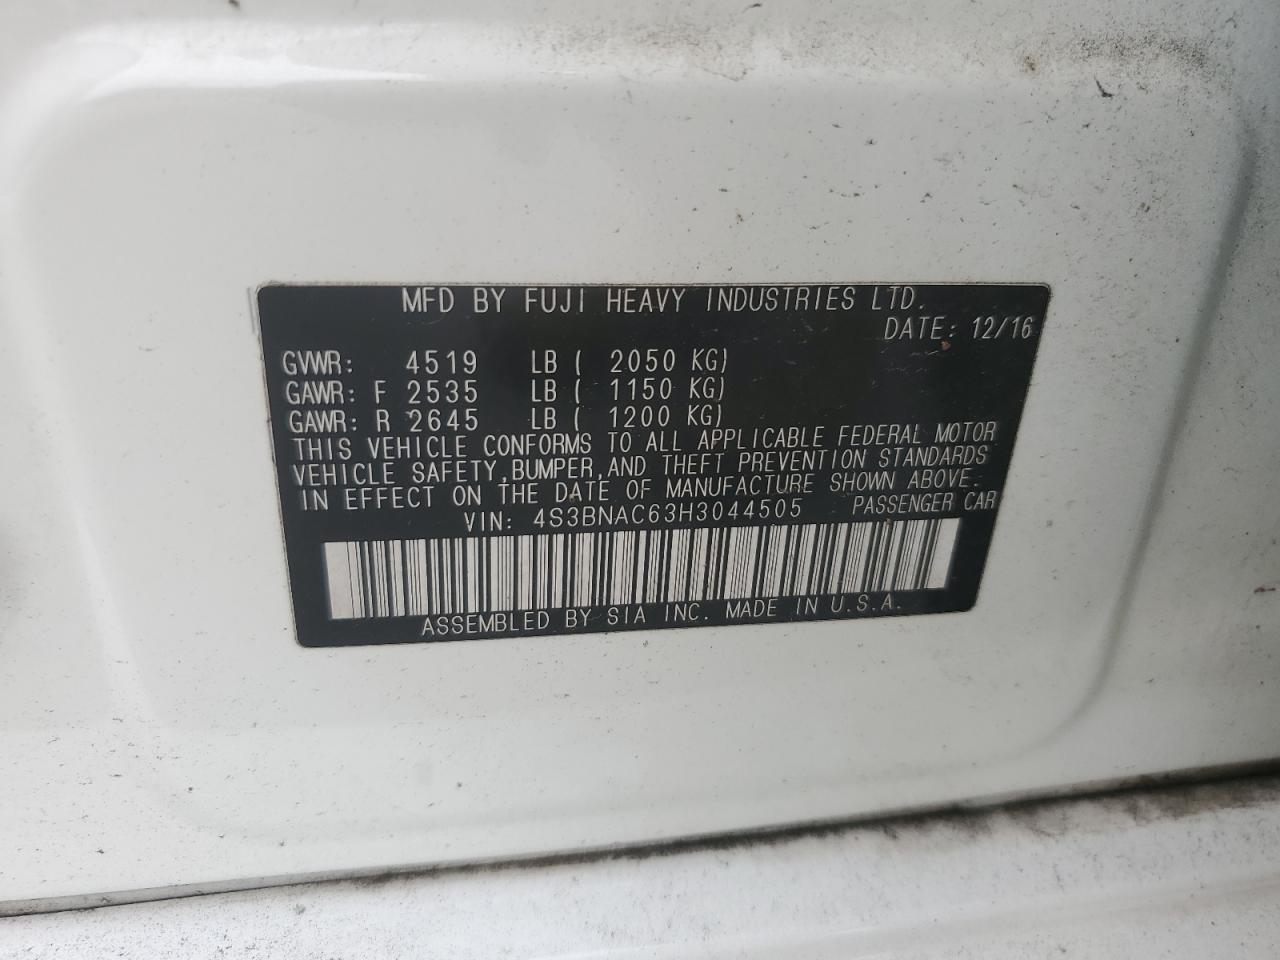 MFD BY FUJI HEAVY INDUSTRIES LTD.
DATE: 12/16
GVWR: 4519 LB ( 2050 KG)
GAWR: F 2535 LB ( 1150 KG)
GAWR: R 2645 LB ( 1200 KG)
THIS VEHICLE CONFORMS TO ALL APPLICABLE FEDERAL MOTOR
VEHICLE SAFETY, BUMPER, AND THEFT PREVENTION STANDARDS
IN EFFECT ON THE DATE OF MANUFACTURE SHOWN ABOVE.
VIN: 4S3BNAC63H3044505 PASSENGER CAR
ASSEMBLED BY SIA INC. MADE IN U.S.A.